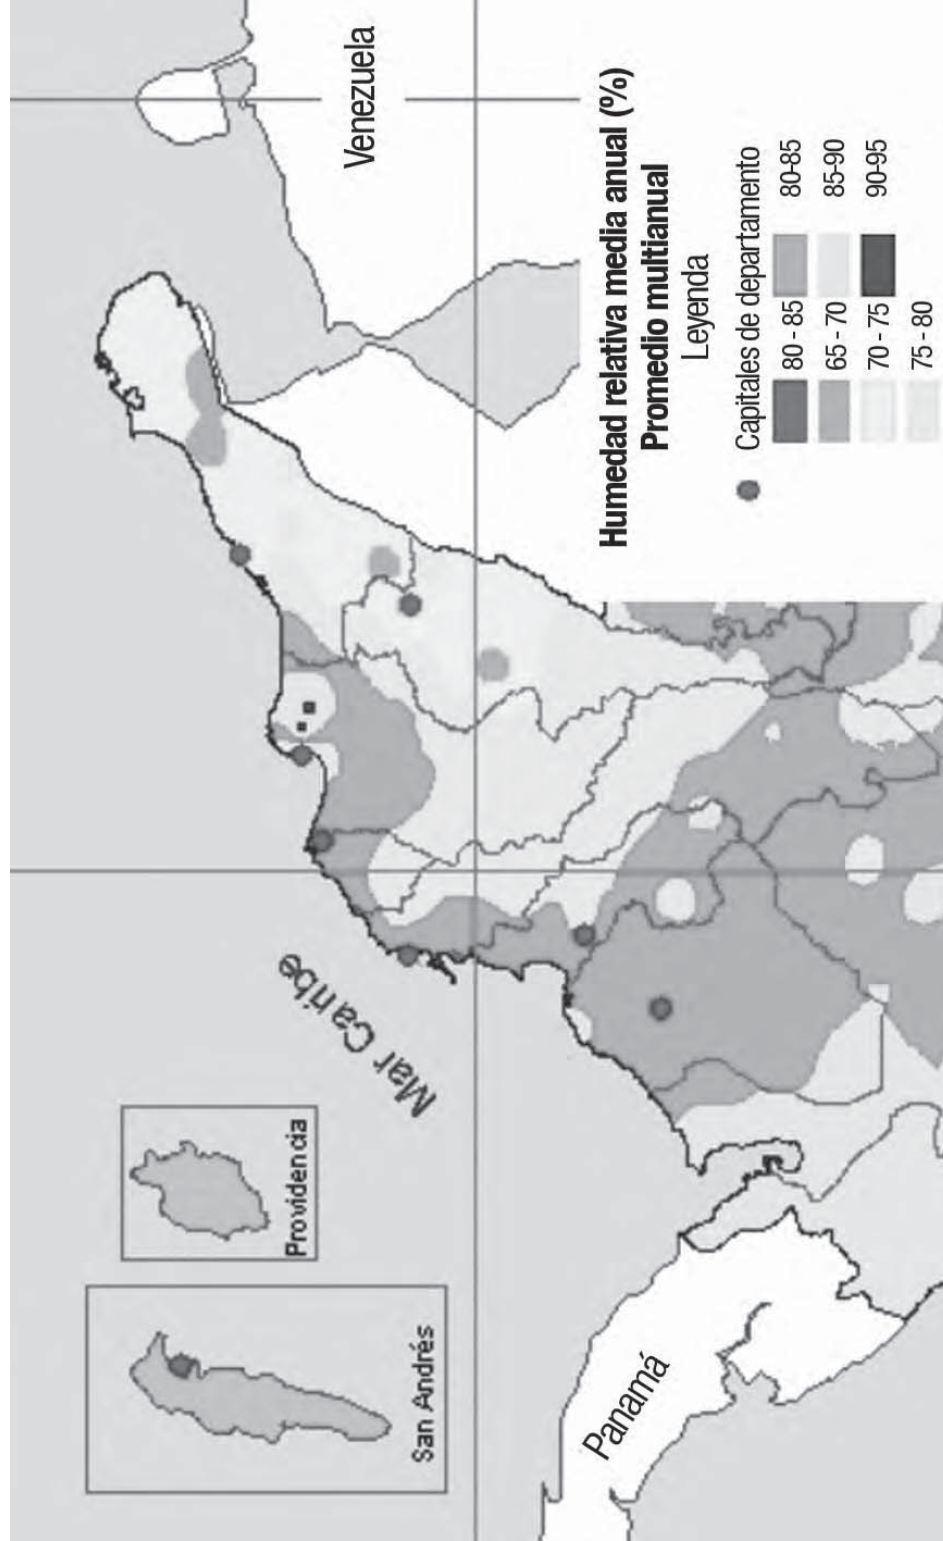 San Andrés
Providencia
Mar Caribe
Panamá
Venezuela
Humedad relativa media anual (%)
Promedio multianual
Leyenda
Capitales de departamento
80 - 85
65 - 70
70 - 75
75 - 80
80-85
85-90
90-95